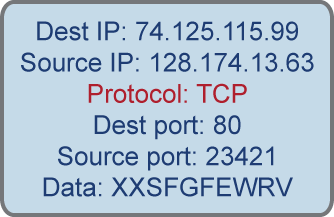 Dest IP: 74.125.115.99
Source IP: 128.174.13.63
Protocol: TCP
Dest port: 80
Source port: 23421
Data: XXSFGFEWRV